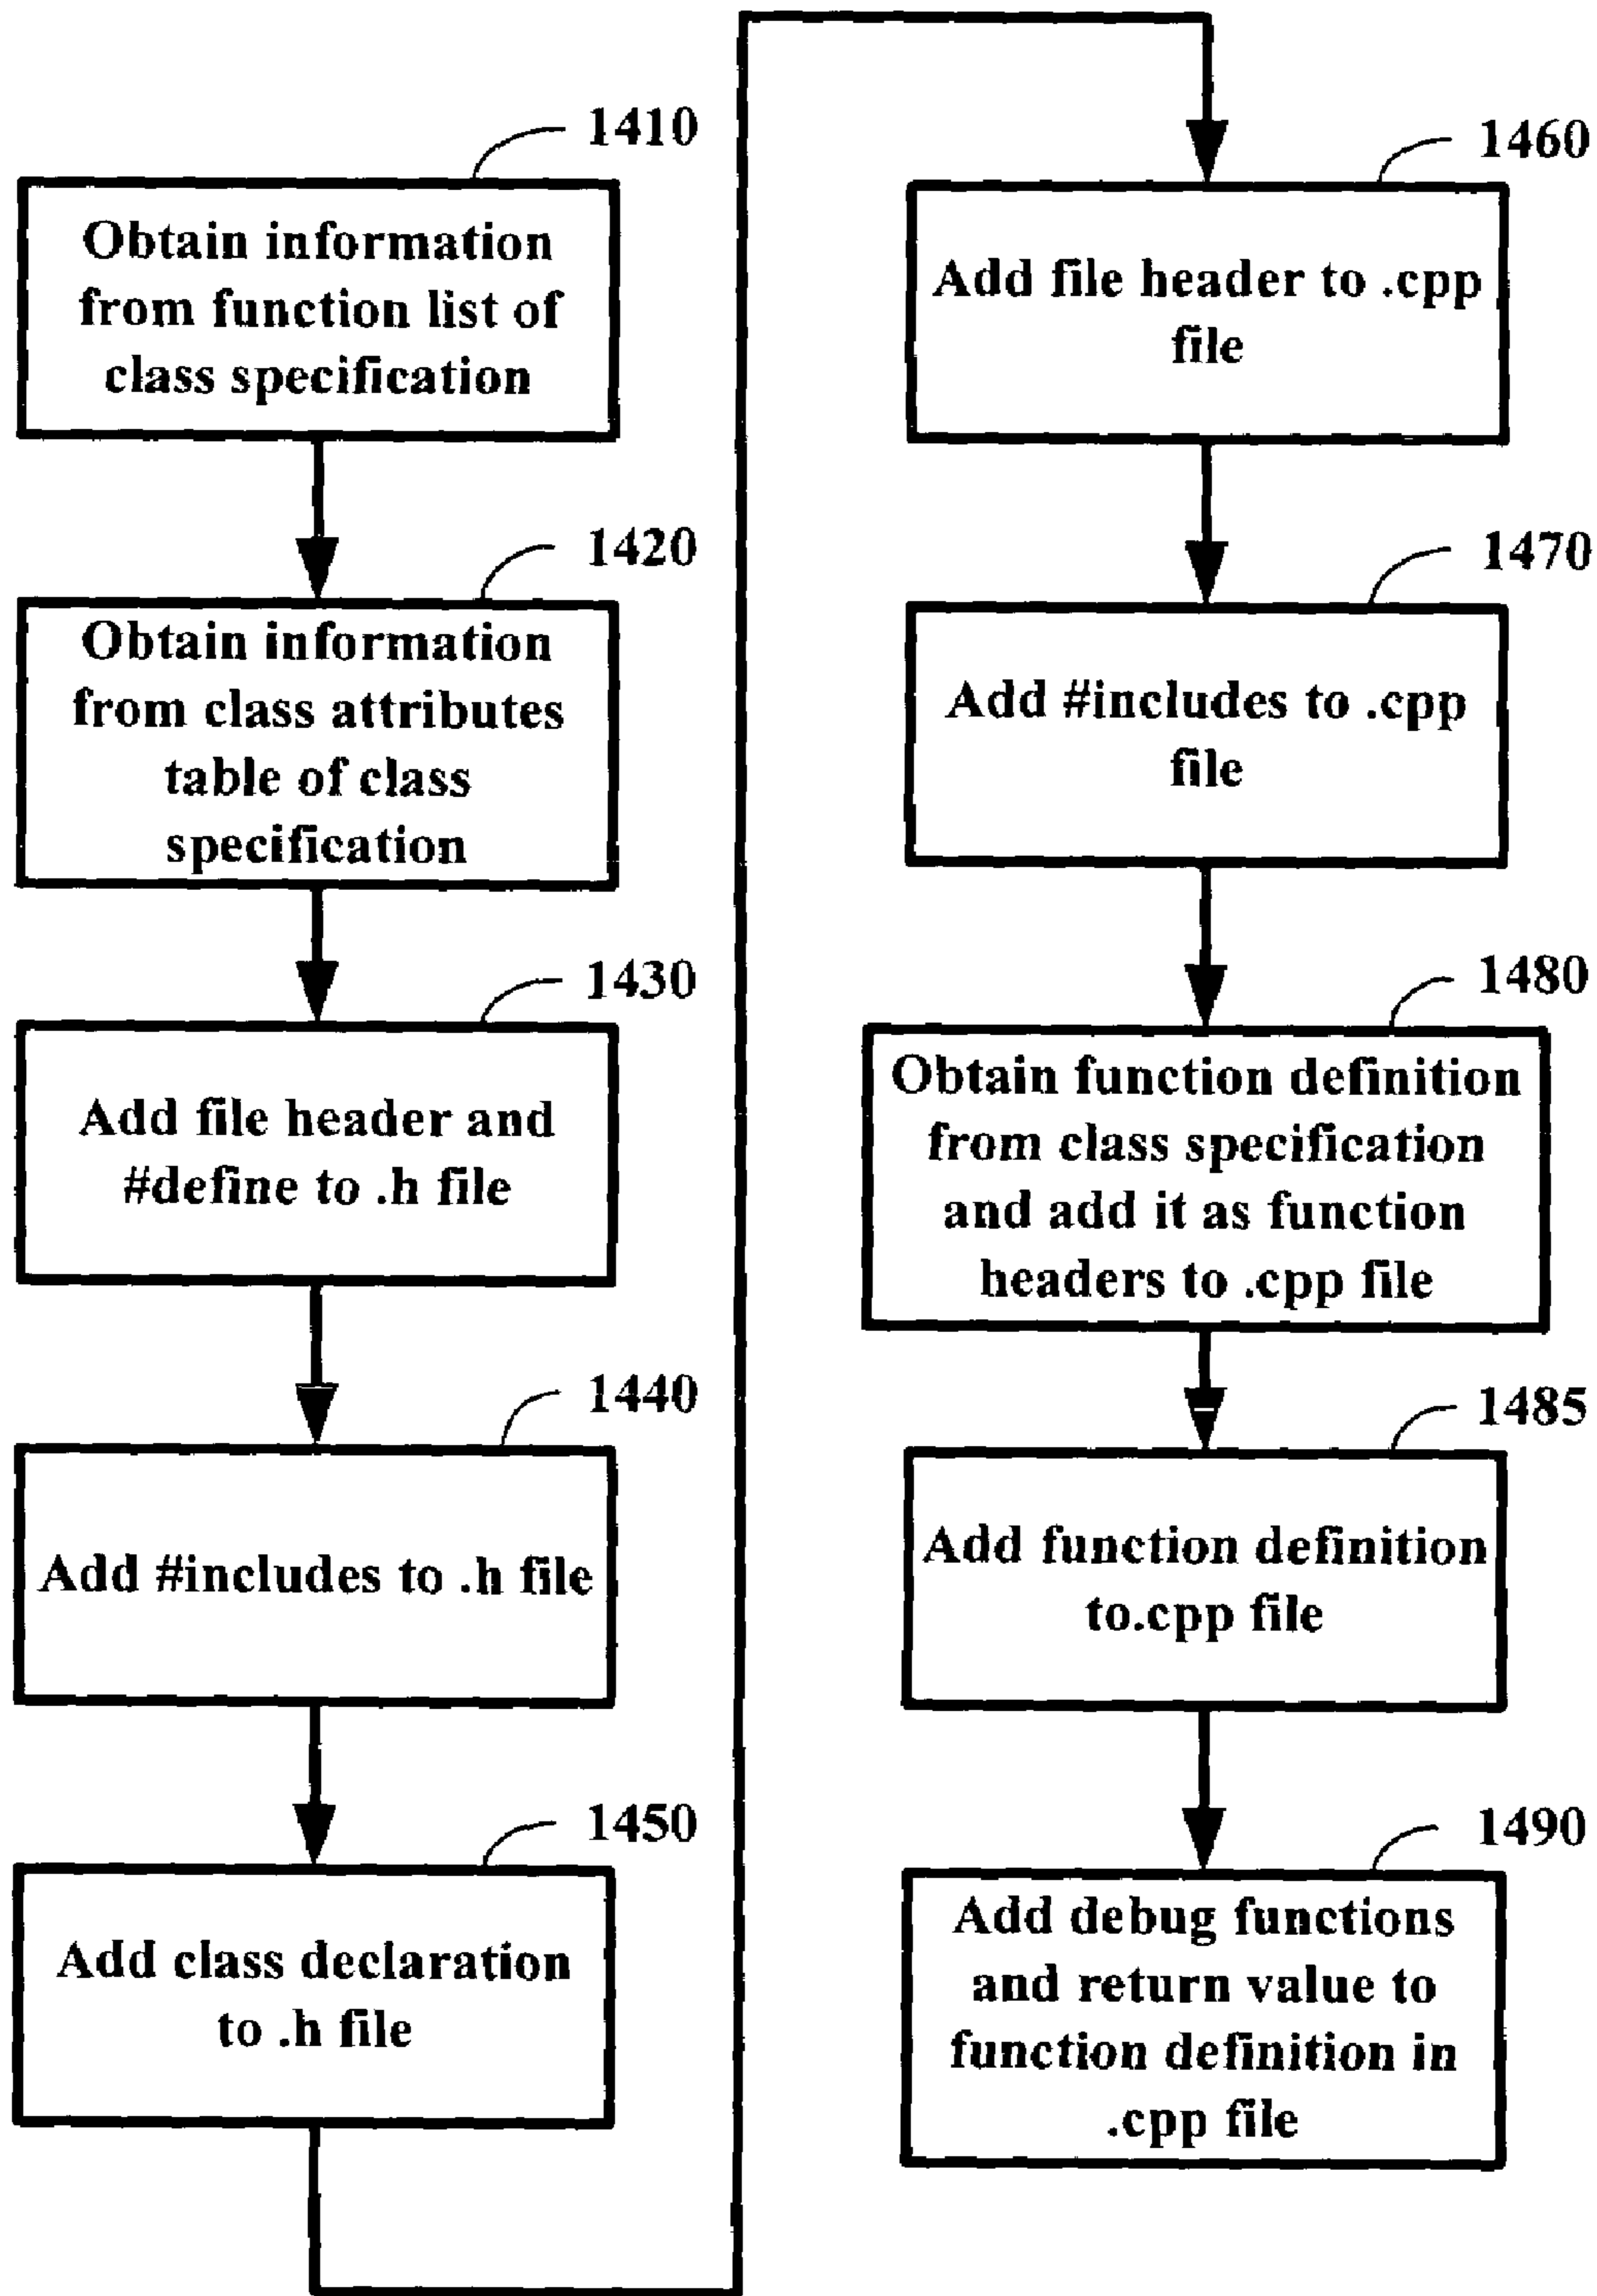 1410
Obtain information
from function list of
class specification
1420
Obtain information
from class attributes
table of class
specification
1430
Add file header and
#define to .h file
1440
Add #includes to .h file
1450
Add class declaration
to .h file
1460
Add file header to .cpp
file
1470
Add #includes to .cpp
file
1480
Obtain function definition
from class specification
and add it as function
headers to .cpp file
1485
Add function definition
to.cpp file
1490
Add debug functions
and return value to
function definition in
.cpp file